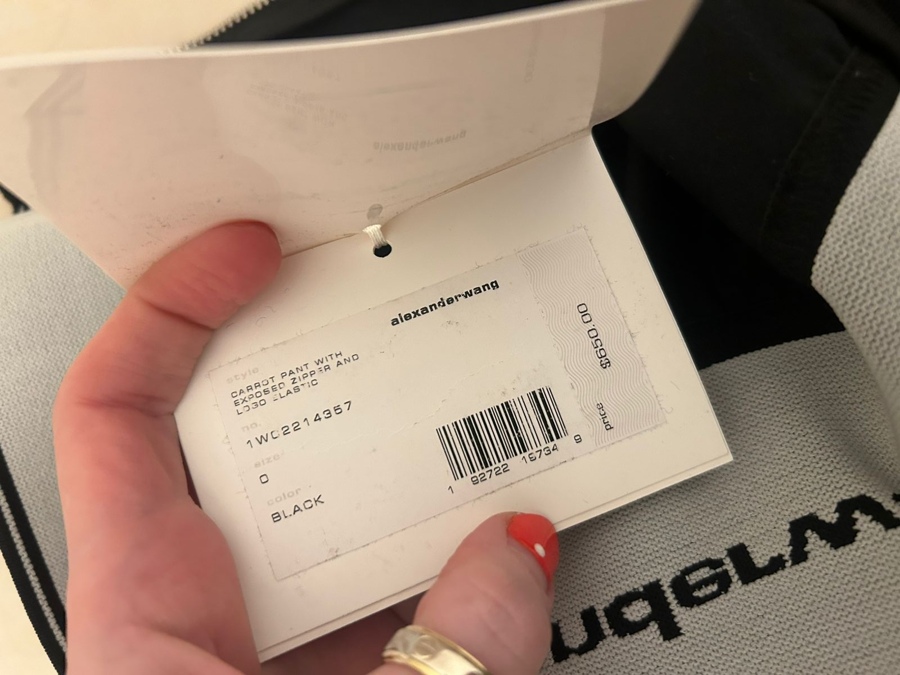 alexanderwang
style
CARROT PANT WITH
EXPOSED ZIPPER AND
LOGO ELASTIC
no.
1WC2214357
size
0
color
BLACK
1 92722 15734 9
price
$650.00